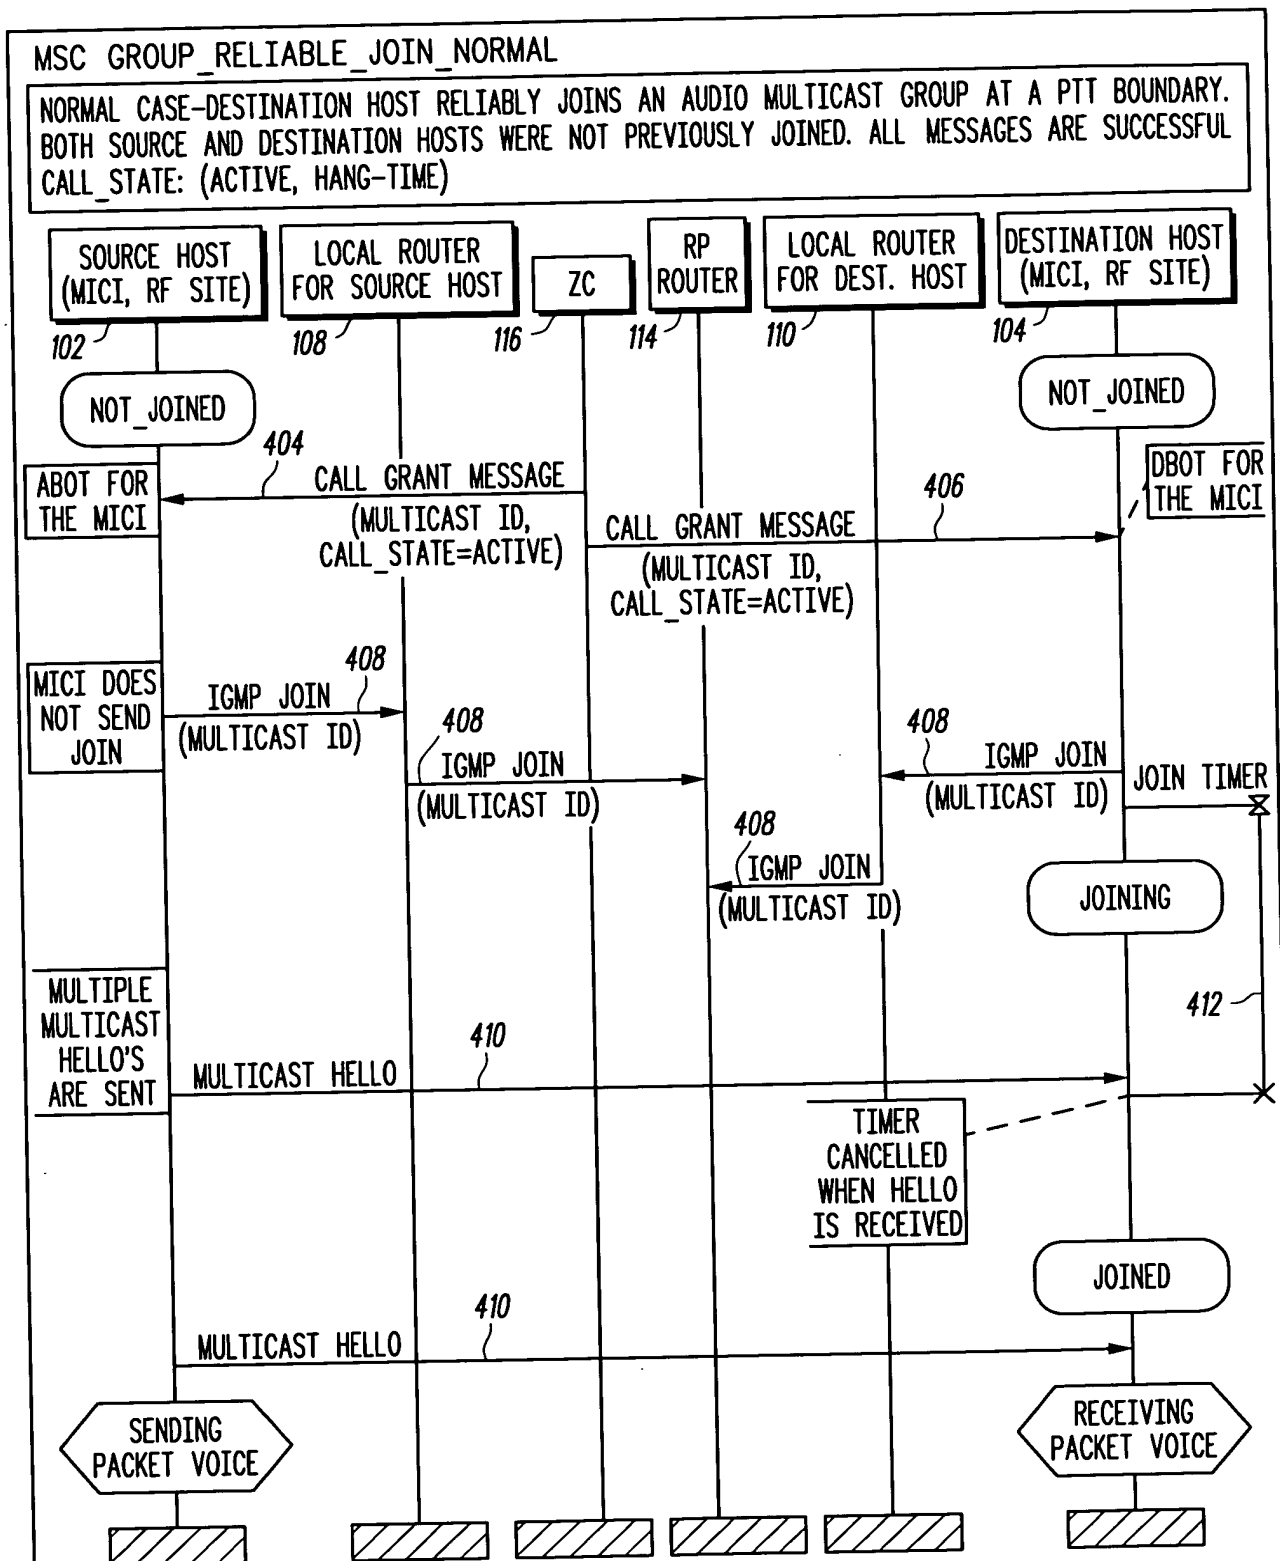 MSC GROUP_RELIABLE_JOIN_NORMAL
NORMAL CASE-DESTINATION HOST RELIABLY JOINS AN AUDIO MULTICAST GROUP AT A PTT BOUNDARY.
BOTH SOURCE AND DESTINATION HOSTS WERE NOT PREVIOUSLY JOINED. ALL MESSAGES ARE SUCCESSFUL
CALL_STATE: (ACTIVE, HANG-TIME)
SOURCE HOST
(MICI, RF SITE)
102
LOCAL ROUTER
FOR SOURCE HOST
108
ZC
116
RP
ROUTER
114
LOCAL ROUTER
FOR DEST. HOST
110
DESTINATION HOST
(MICI, RF SITE)
104
NOT_JOINED
NOT_JOINED
ABOT FOR
THE MICI
404
CALL GRANT MESSAGE
(MULTICAST ID,
CALL_STATE=ACTIVE)
CALL GRANT MESSAGE
(MULTICAST ID,
CALL_STATE=ACTIVE)
406
DBOT FOR
THE MICI
MICI DOES
NOT SEND
JOIN
408
IGMP JOIN
(MULTICAST ID)
408
IGMP JOIN
(MULTICAST ID)
408
IGMP JOIN
(MULTICAST ID)
JOIN TIMER
408
IGMP JOIN
(MULTICAST ID)
JOINING
412
MULTIPLE
MULTICAST
HELLO'S
ARE SENT
MULTICAST HELLO
410
TIMER
CANCELLED
WHEN HELLO
IS RECEIVED
JOINED
MULTICAST HELLO
410
SENDING
PACKET VOICE
RECEIVING
PACKET VOICE